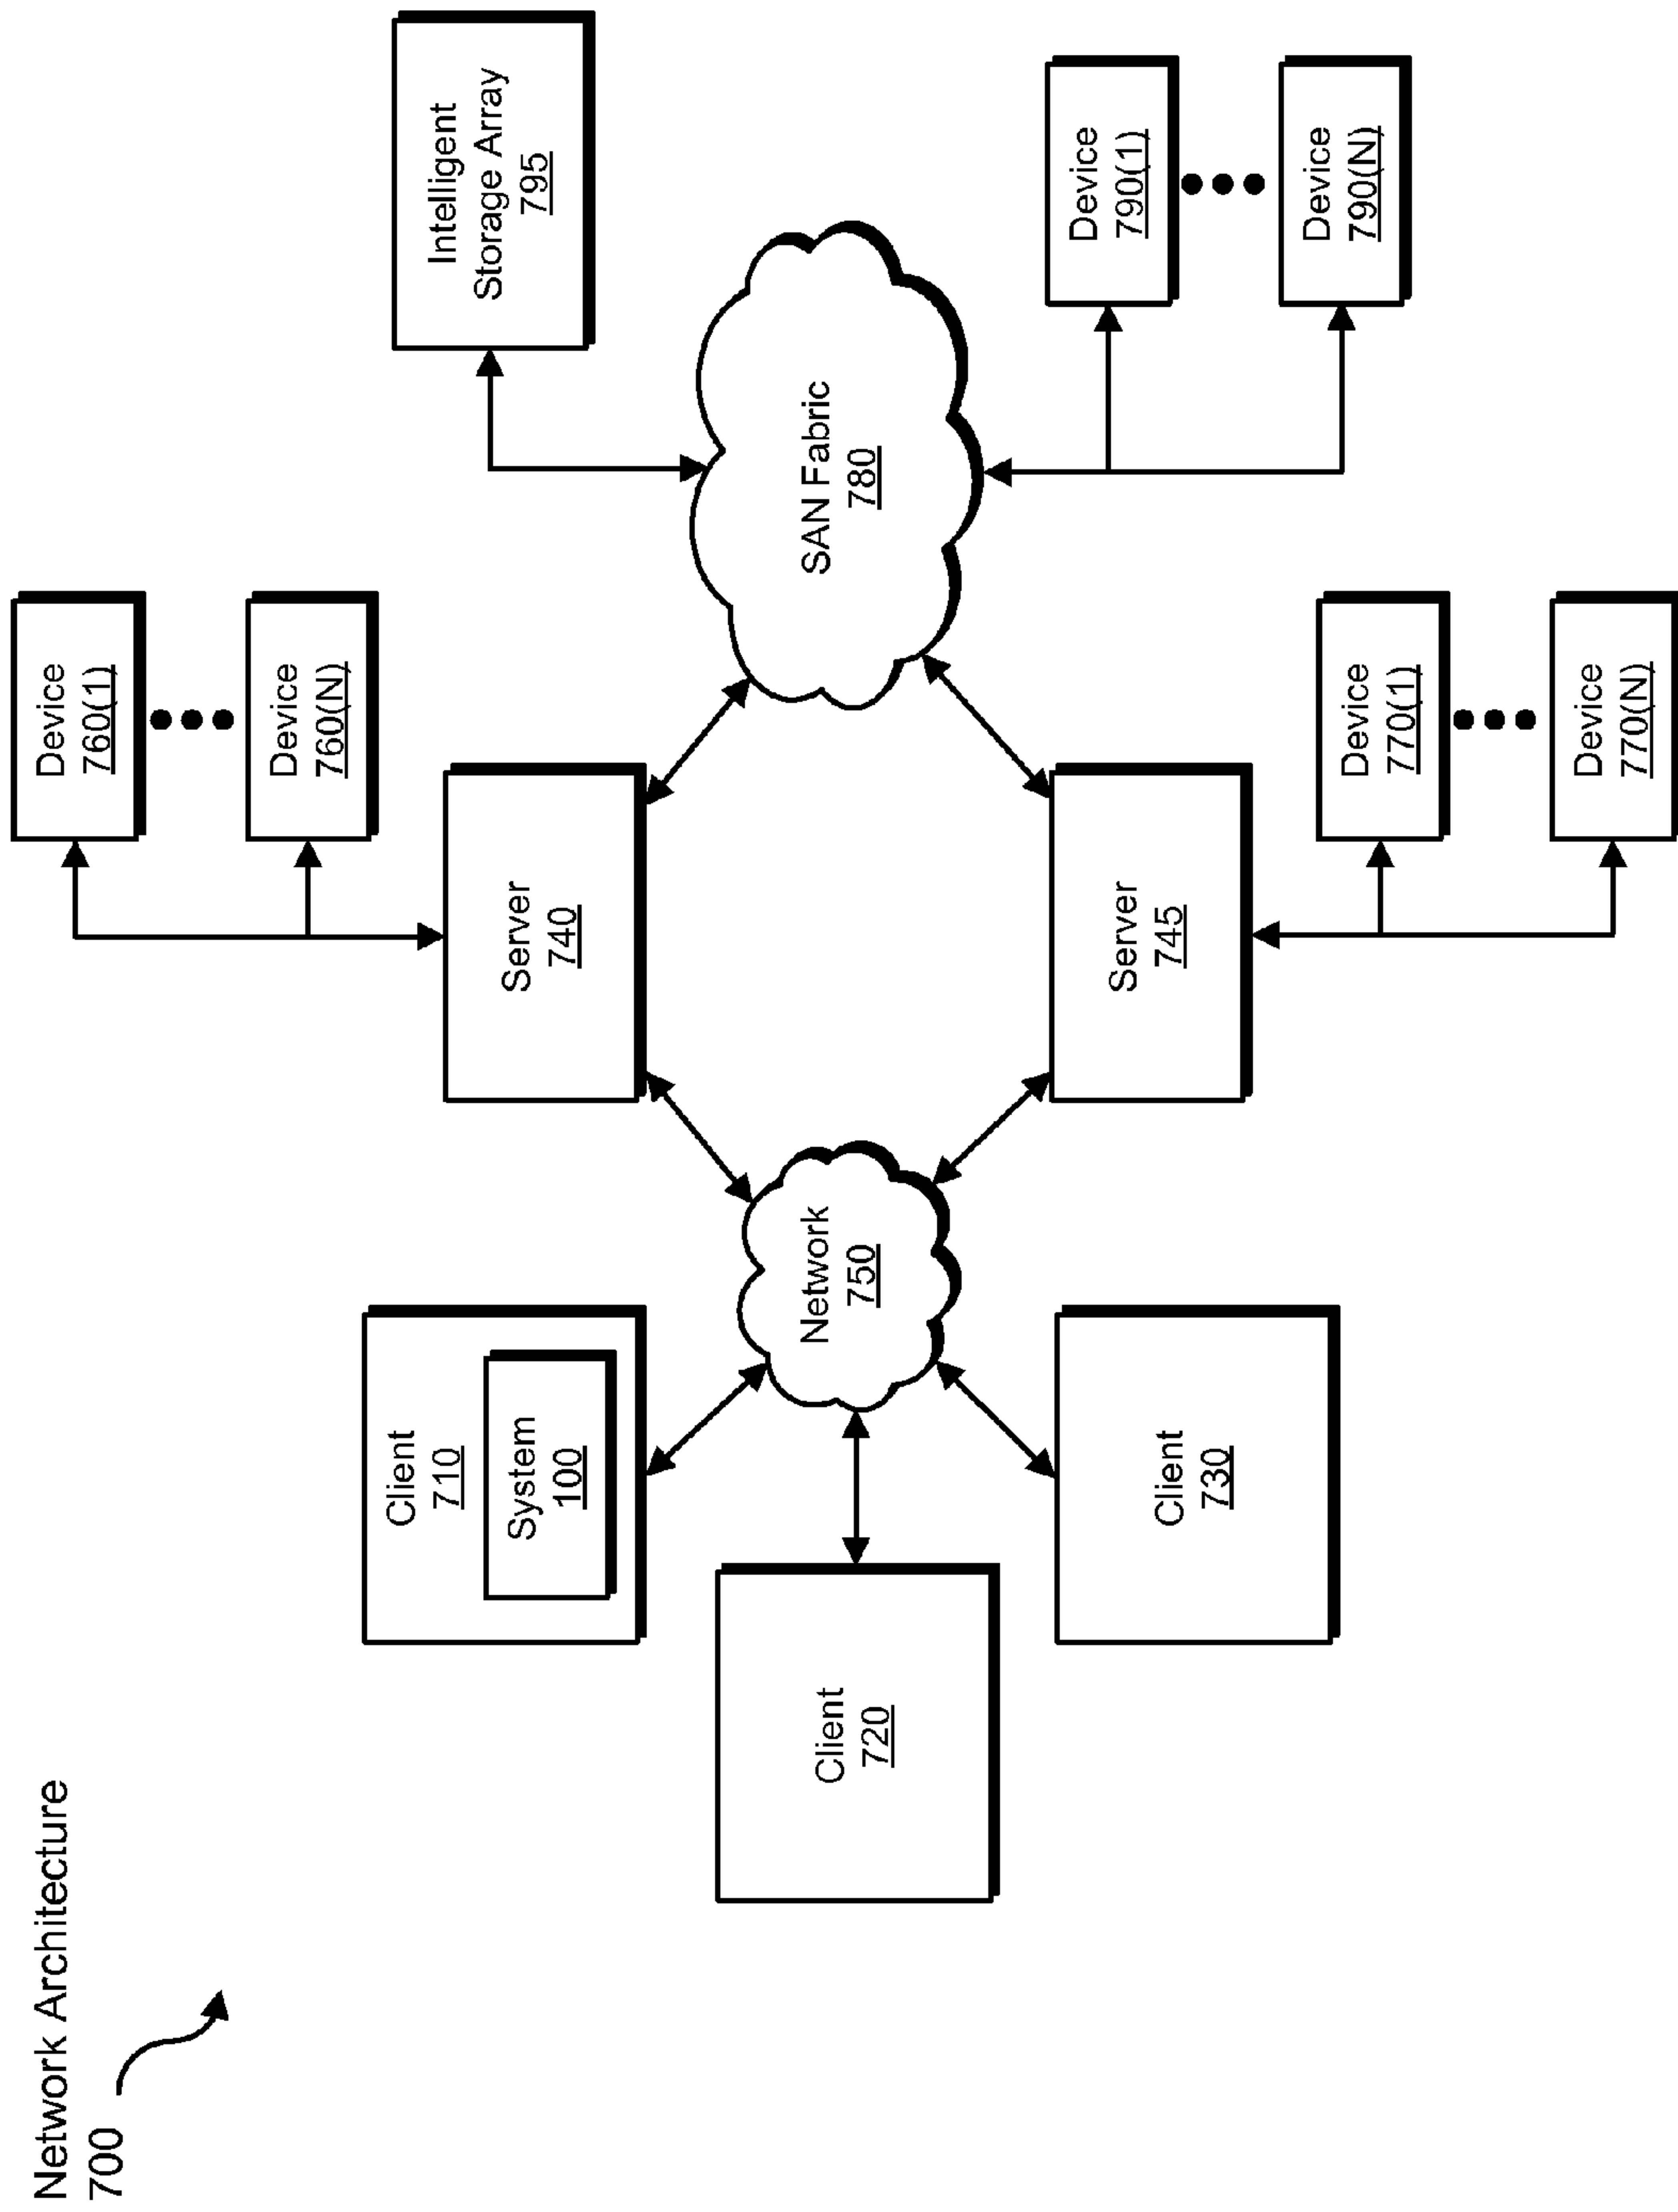 Network Architecture
700
Device
760(1)
Device
760(N)
Intelligent
Storage Array
795
Client
710
System
100
Server
740
Client
720
Network
750
SAN Fabric
780
Client
730
Server
745
Device
790(1)
Device
790(N)
Device
770(1)
Device
770(N)